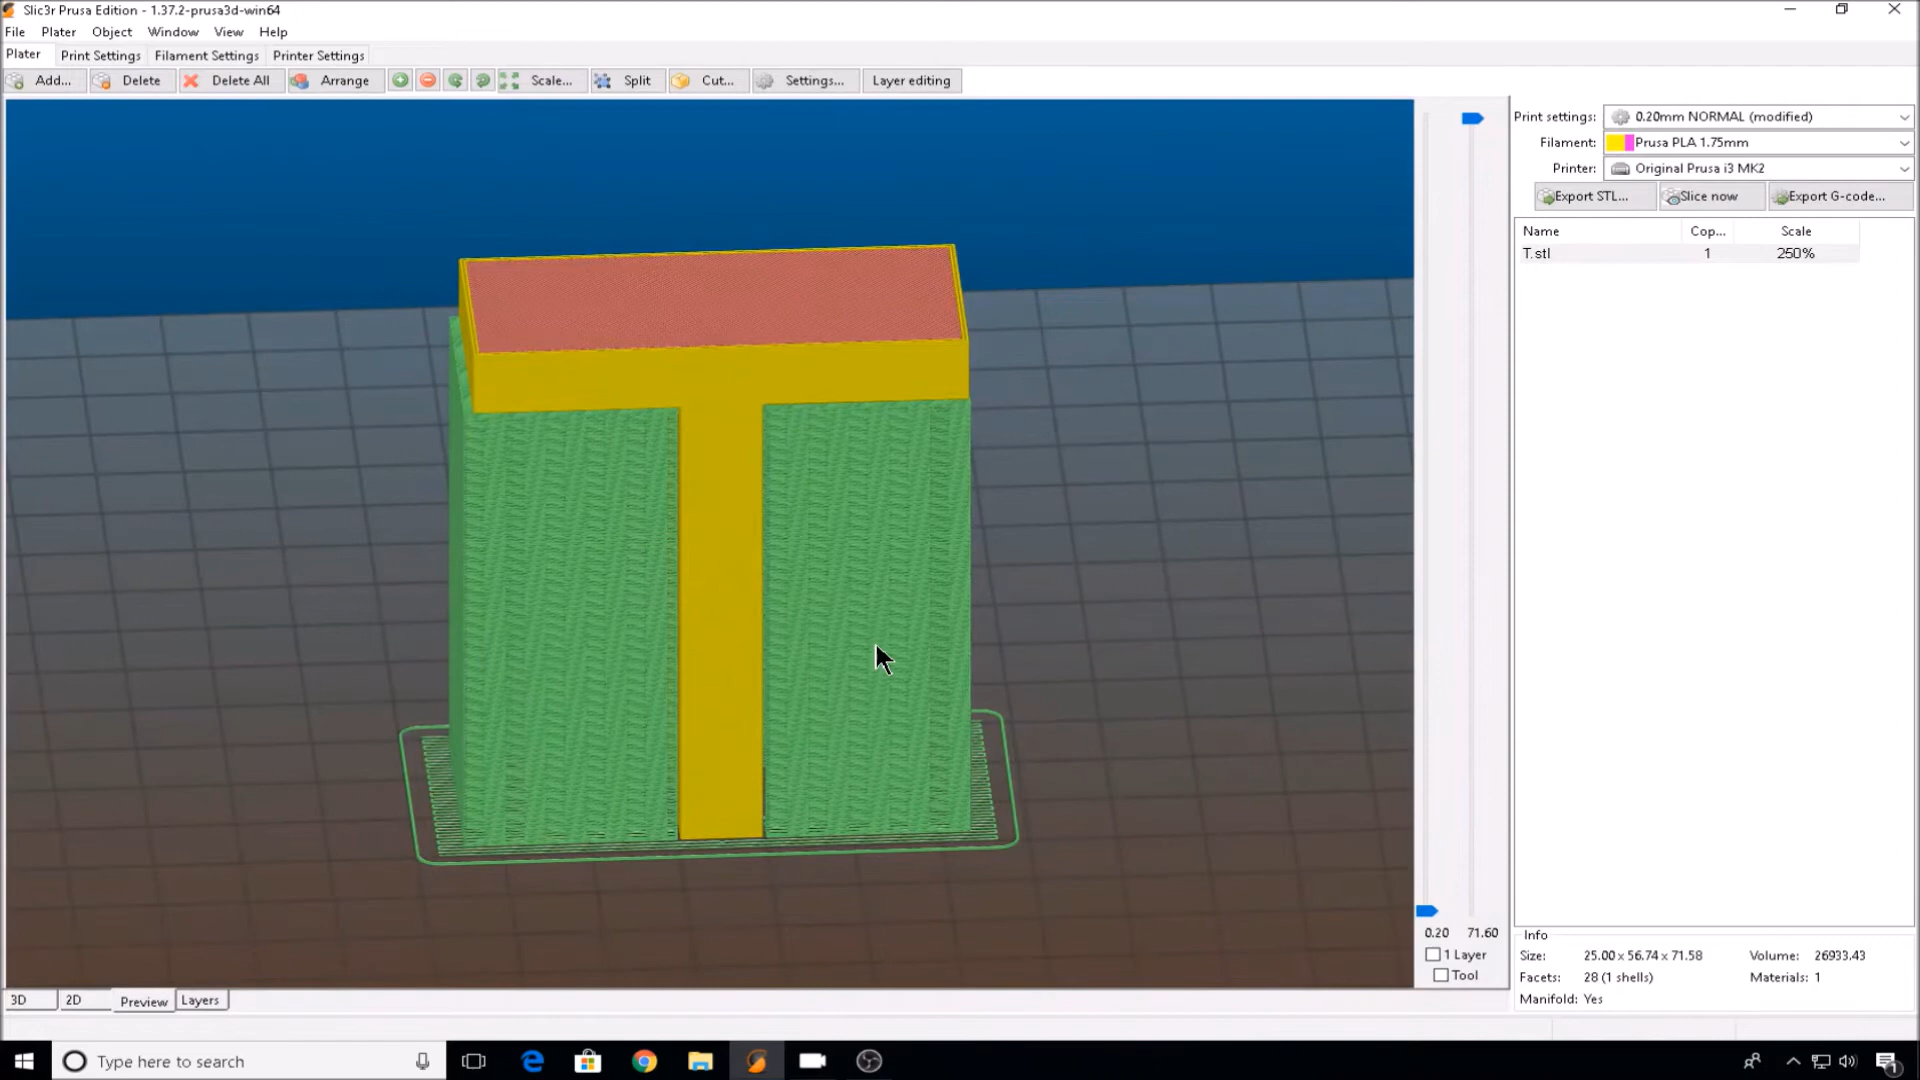 Slic3r Prusa Edition - 1.37.2-prusa3d-win64
File Plater Object Window View Help
Plater Print Settings Filament Settings Printer Settings
Add... Delete Delete All Arrange Scale... Split Cut... Settings... Layer editing
Print settings: 0.20mm NORMAL (modified)
Filament: Prusa PLA 1.75mm
Printer: Original Prusa i3 MK2
Export STL... Slice now Export G-code...
Name Cop... Scale
T.stl 1 250%
0.20 71.60
1 Layer
Tool
Info
Size: 25.00 x 56.74 x 71.58 Volume: 26933.43
Facets: 28 (1 shells) Materials: 1
Manifold: Yes
3D 2D Preview Layers
Type here to search
1